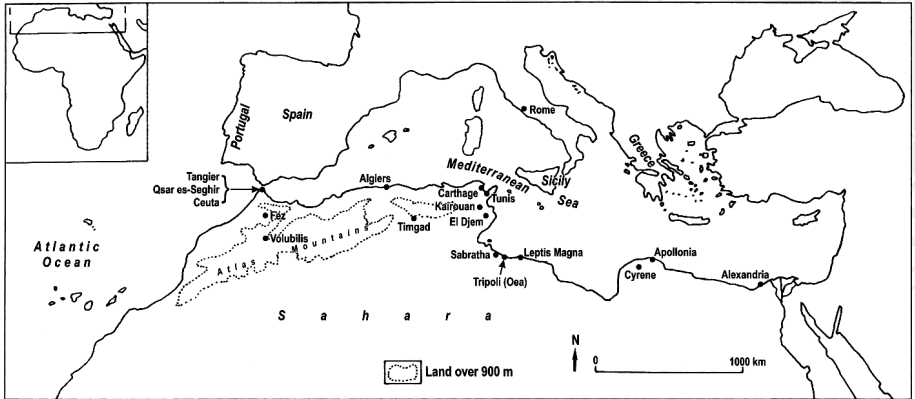 Portugal
Spain
Rome
Greece
Mediterranean
Sea
Sicily
Tangier
Qsar es-Seghir
Ceuta
Algiers
Carthage
Tunis
Kairouan
El Djem
Fez
Volubilis
Timgad
Atlas Mountains
Atlantic
Ocean
Sabratha
Leptis Magna
Tripoli (Oea)
Apollonia
Cyrene
Alexandria
Sahara
Land over 900 m
N
0
1000 km